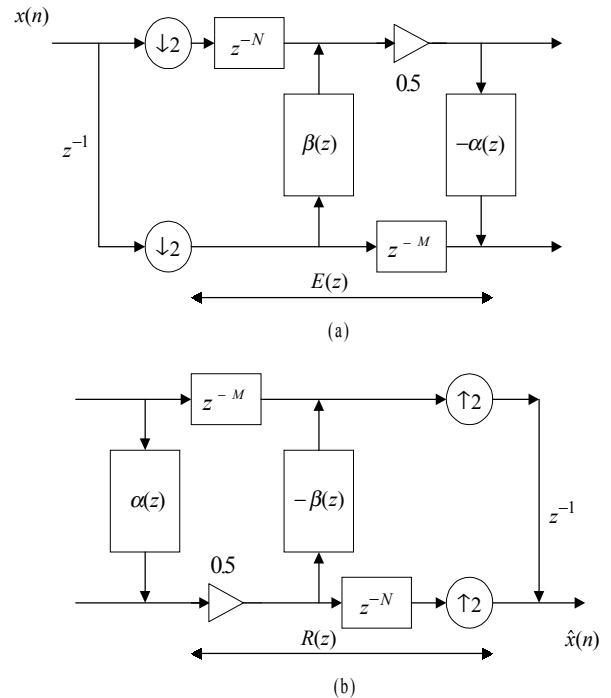 x(n)
↓2
z⁻ᴺ
0.5
z⁻¹
β(z)
−α(z)
↓2
z⁻ᴹ
E(z)
(a)
z⁻ᴹ
↑2
α(z)
−β(z)
z⁻¹
0.5
z⁻ᴺ
↑2
R(z)
x̂(n)
(b)